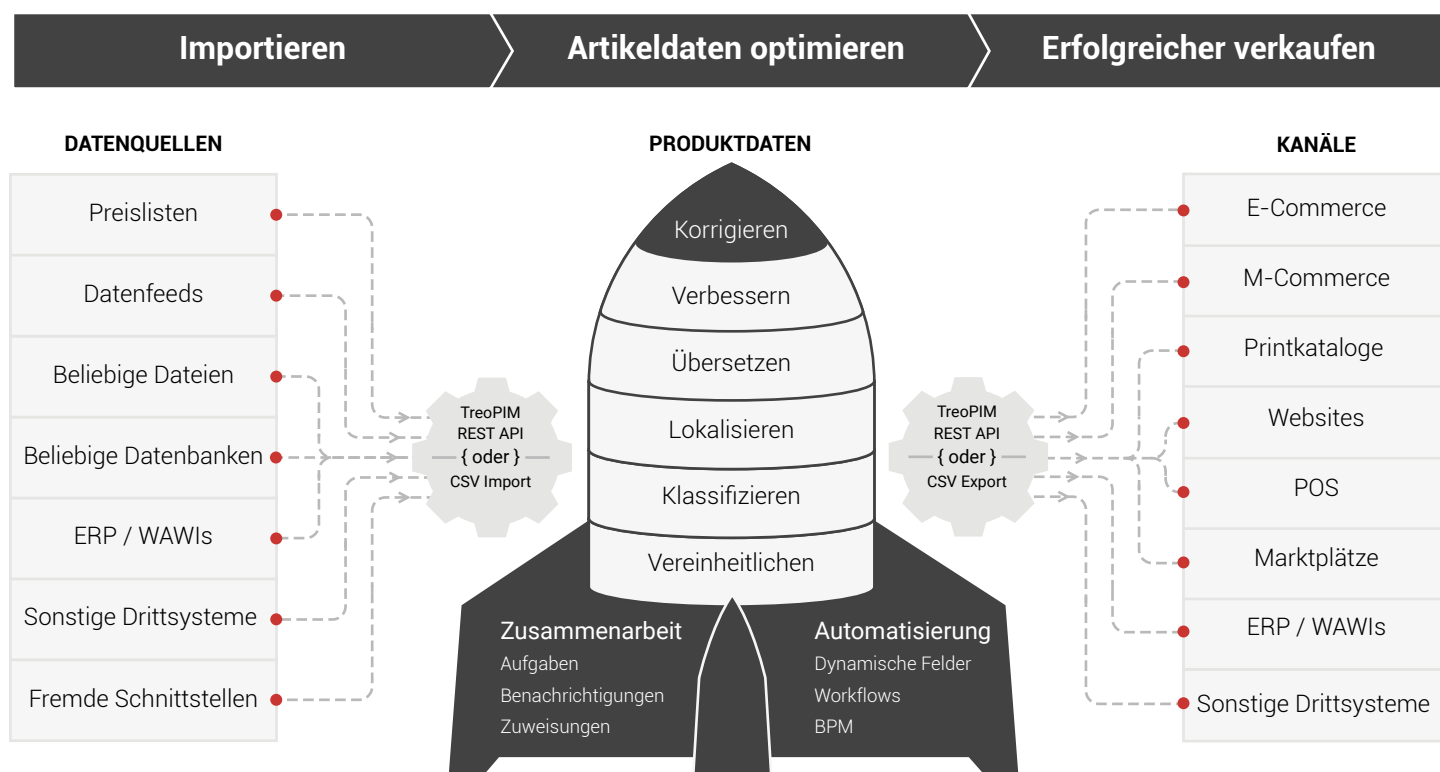 Importieren
Artikeldaten optimieren
Erfolgreicher verkaufen
DATENQUELLEN
Preislisten
Datenfeeds
Beliebige Dateien
Beliebige Datenbanken
ERP / WAWIs
Sonstige Drittsysteme
Fremde Schnittstellen
TreoPIM
REST API
{ oder }
CSV Import
PRODUKTDATEN
Korrigieren
Verbessern
Übersetzen
Lokalisieren
Klassifizieren
Vereinheitlichen
Zusammenarbeit
Aufgaben
Benachrichtigungen
Zuweisungen
Automatisierung
Dynamische Felder
Workflows
BPM
TreoPIM
REST API
{ oder }
CSV Export
KANÄLE
E-Commerce
M-Commerce
Printkataloge
Websites
POS
Marktplätze
ERP / WAWIs
Sonstige Drittsysteme